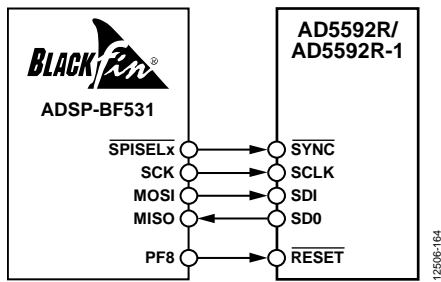 BLACKfin®
ADSP-BF531
AD5592R/
AD5592R-1
SPISELx
SYNC
SCK
SCLK
MOSI
SDI
MISO
SD0
PF8
RESET
12506-164